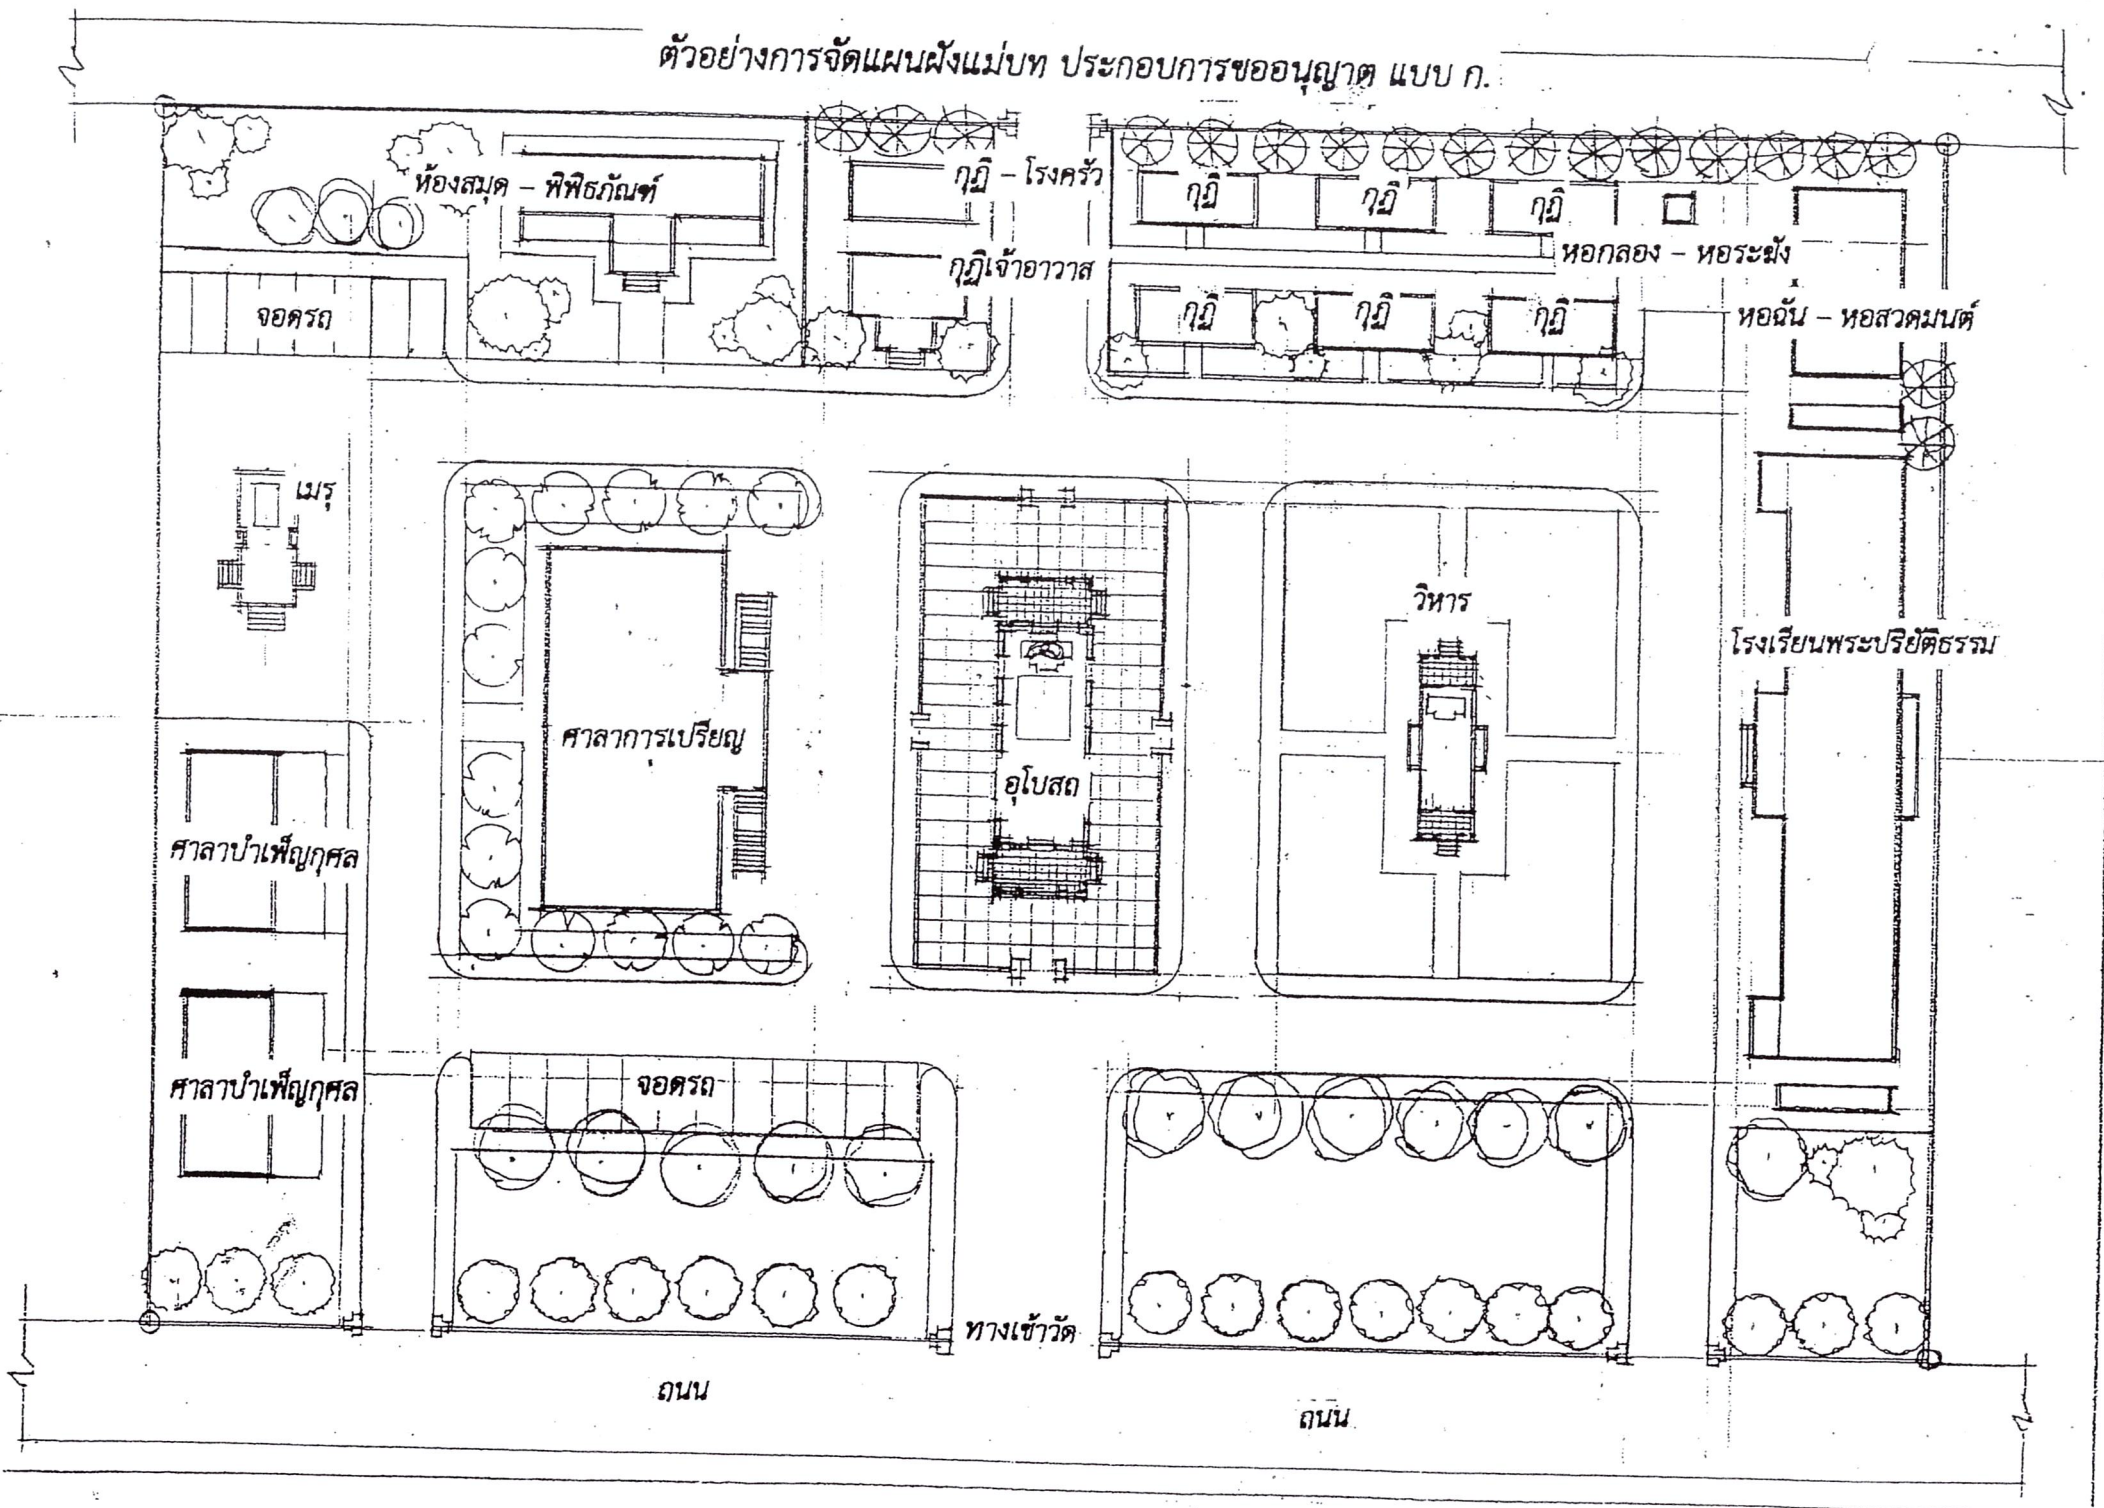 ตัวอย่างการจัดแผนผังแม่บท ประกอบการขออนุญาต แบบ ก.
ห้องสมุด - พิพิธภัณฑ์
กุฏิ - โรงครัว
กุฏิ
กุฏิ
กุฏิ
หอกลอง - หอระฆัง
กุฏิเจ้าอาวาส
จอดรถ
กุฏิ
กุฏิ
กุฏิ
หอฉัน - หอสวดมนต์
เมรุ
วิหาร
โรงเรียนพระปริยัติธรรม
ศาลาการเปรียญ
อุโบสถ
ศาลาบำเพ็ญกุศล
ศาลาบำเพ็ญกุศล
จอดรถ
ทางเข้าวัด
ถนน
ถนน